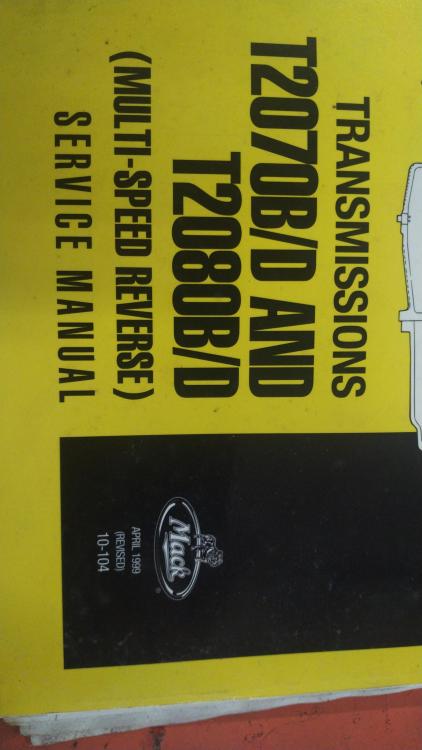 TRANSMISSIONS
T2070B/D AND
T2080B/D
(MULTI-SPEED REVERSE)
SERVICE MANUAL
Mack
®
APRIL 1999
(REVISED)
10-104